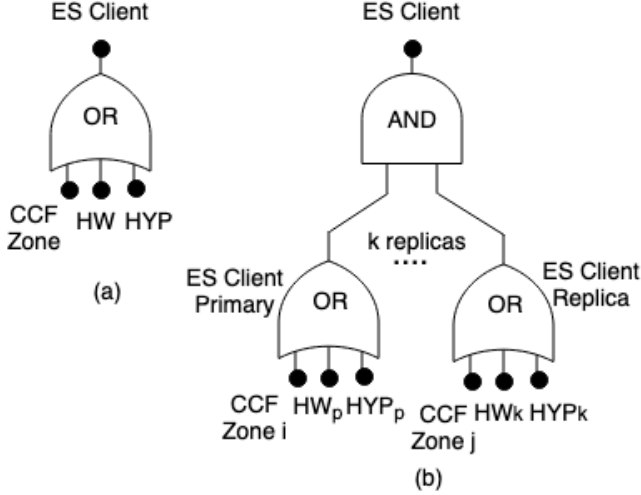 ES Client
OR
CCF
Zone
HW
HYP
(a)
ES Client
AND
k replicas
....
ES Client
Primary
OR
CCF
Zone i
HWp
HYPp
ES Client
Replica
OR
CCF
Zone j
HWk
HYPk
(b)